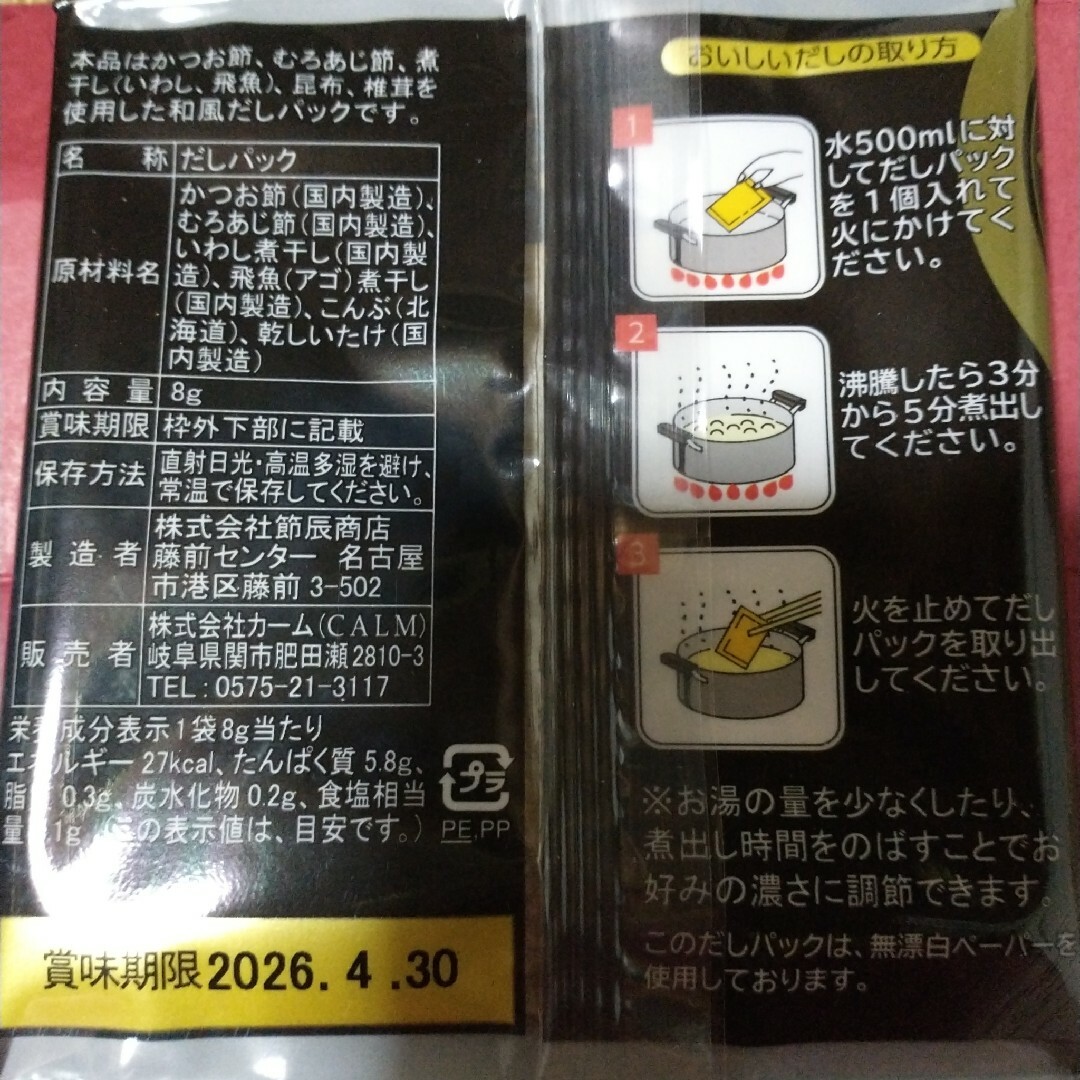 本品はかつお節、むろあじ節、煮
干し(いわし、飛魚)、昆布、椎茸を
使用した和風だしパックです。
名 称 だしパック
原材料名
かつお節(国内製造)、
むろあじ節(国内製造)、
いわし煮干し(国内製
造)、飛魚(アゴ)煮干し
(国内製造)、こんぶ(北
海道)、乾しいたけ(国
内製造)
内 容 量 8g
賞味期限 枠外下部に記載
保存方法
直射日光・高温多湿を避け、
常温で保存してください。
製 造 者
株式会社節辰商店
藤前センター 名古屋
市港区藤前 3-502
販 売 者
株式会社カーム(CALM)
岐阜県関市肥田瀬2810-3
TEL:0575-21-3117
栄養成分表示1袋8g当たり
エネルギー 27kcal、たんぱく質 5.8g、
脂 0.3g、炭水化物 0.2g、食塩相当
量 1g (この表示値は、目安です。)
プラ
PE,PP
賞味期限2026.4.30
おいしいだしの取り方
1
水500mlに対
してだしパック
を1個入れて
火にかけてく
ださい。
2
沸騰したら3分
から5分煮出し
てください。
3
火を止めてだし
パックを取り出
してください。
※お湯の量を少なくしたり、
煮出し時間をのばすことでお
好みの濃さに調節できます。
このだしパックは、無漂白ペーパーを
使用しております。